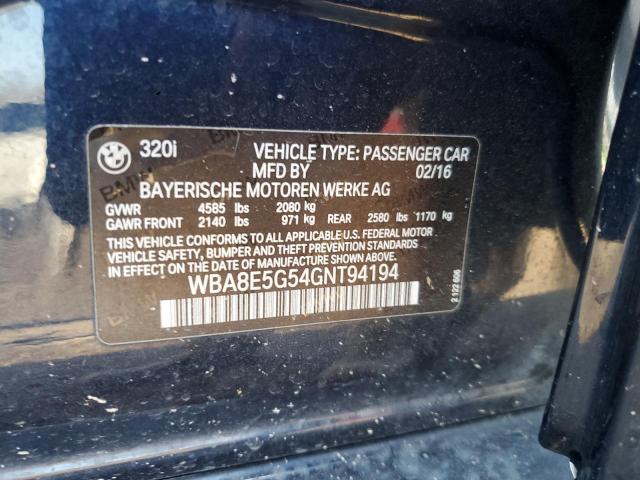 320i VEHICLE TYPE: PASSENGER CAR
MFD BY 02/16
BAYERISCHE MOTOREN WERKE AG
GVWR 4585 lbs 2080 kg
GAWR FRONT 2140 lbs 971 kg REAR 2580 lbs 1170 kg
THIS VEHICLE CONFORMS TO ALL APPLICABLE U.S. FEDERAL MOTOR
VEHICLE SAFETY, BUMPER AND THEFT PREVENTION STANDARDS
IN EFFECT ON THE DATE OF MANUFACTURE SHOWN ABOVE.
WBA8E5G54GNT94194